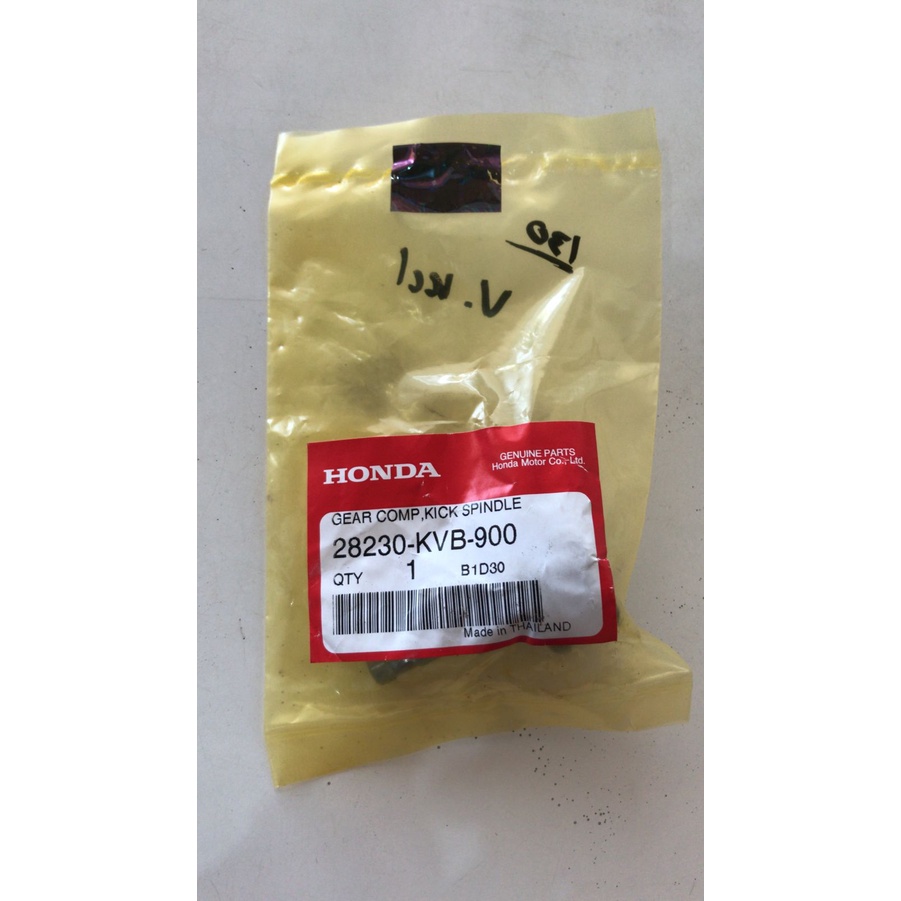 130
HONDA
GENUINE PARTS
Honda Motor Co., Ltd.
GEAR COMP,KICK SPINDLE
28230-KVB-900
QTY 1 B1D30
Made in THAILAND